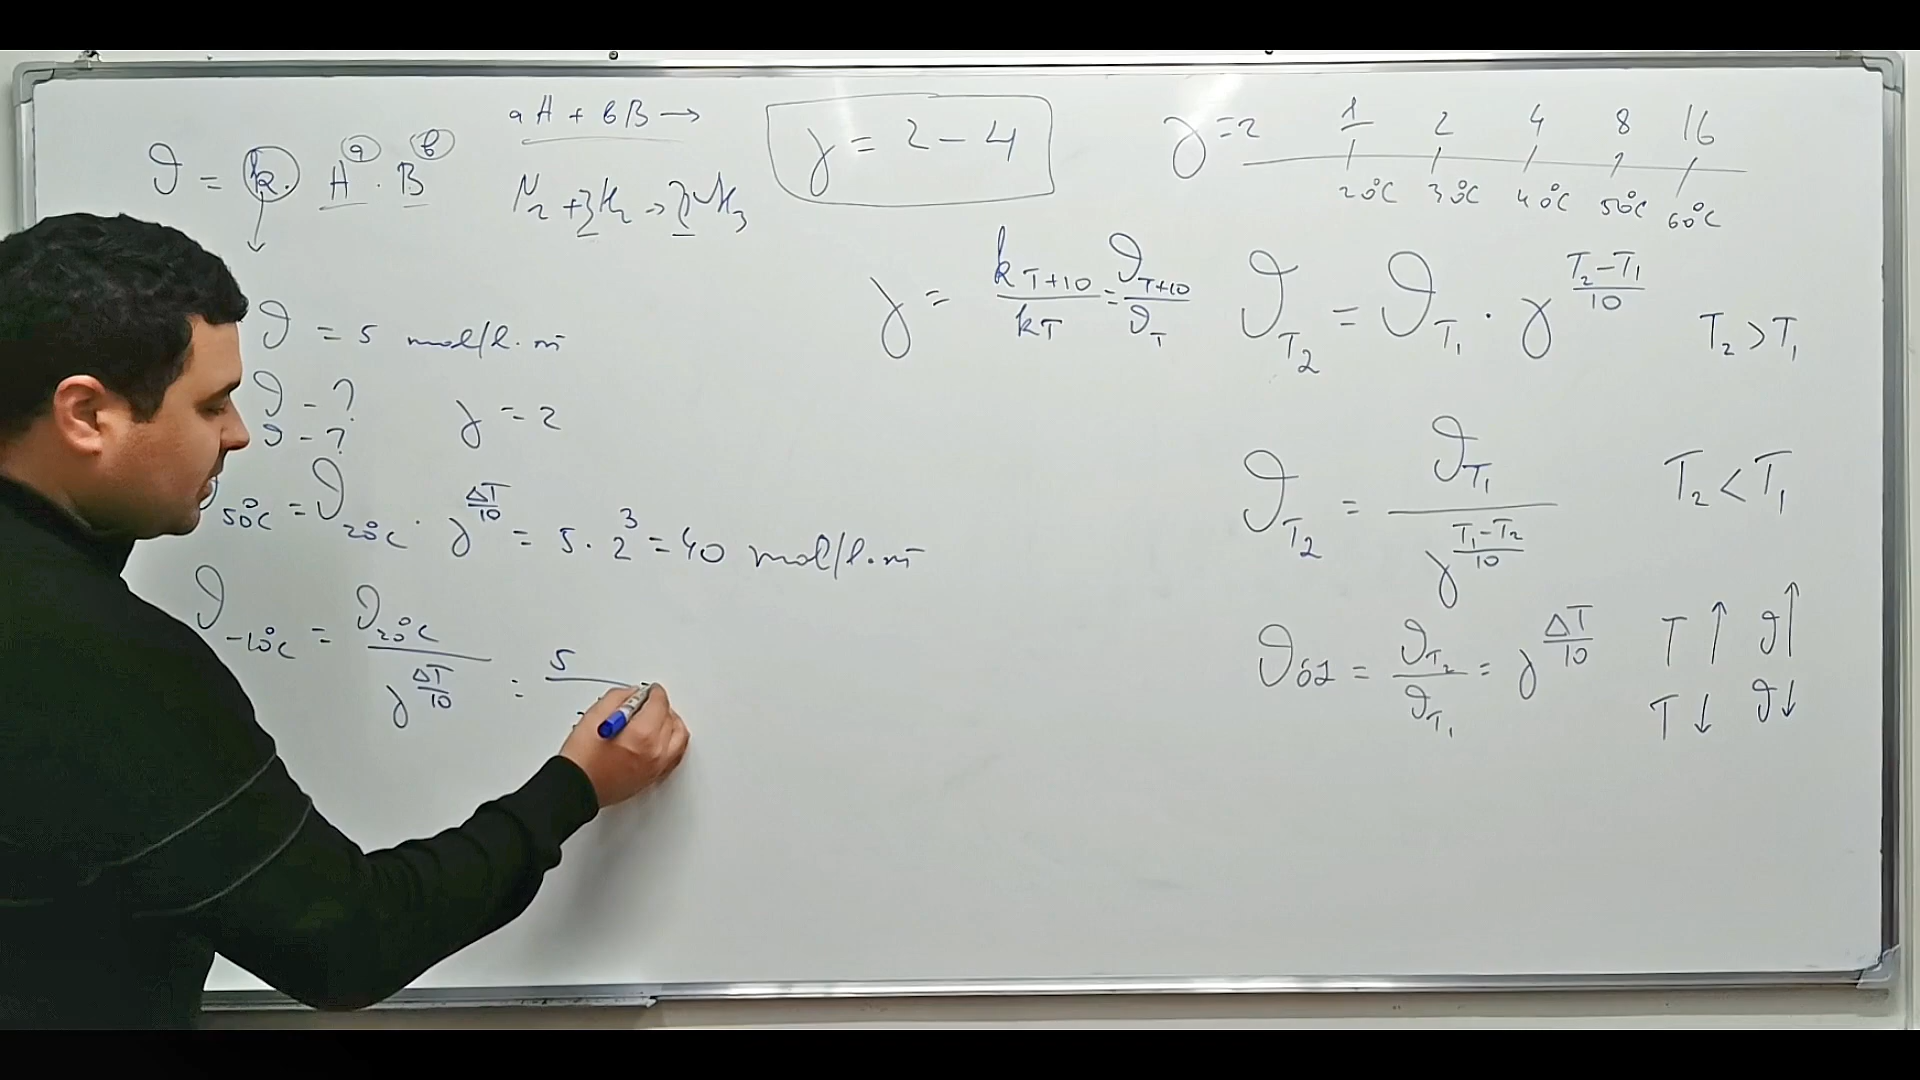 aA + bB →
ϑ = k · A^a · B^b
N₂ + 3H₂ → 2NH₃
γ = 2 – 4
γ = 2
1 2 4 8 16
20°C 30°C 40°C 50°C 60°C
γ = k_T+10 / k_T = ϑ_T+10 / ϑ_T
ϑ_T₂ = ϑ_T₁ · γ^((T₂–T₁)/10)
T₂ > T₁
ϑ = 5 mol/l·m
ϑ – ?
ϑ – ?
γ = 2
50°C = ϑ_20°C · γ^(ΔT/10) = 5 · 2³ = 40 mol/l·m
ϑ_–10°C = ϑ_20°C / γ^(ΔT/10) = 5
ϑ_T₂ = ϑ_T₁ / γ^((T₁–T₂)/10)
T₂ < T₁
ϑ = ϑ_T₂ / ϑ_T₁ = γ^(ΔT/10)
T↑ ϑ↑
T↓ ϑ↓